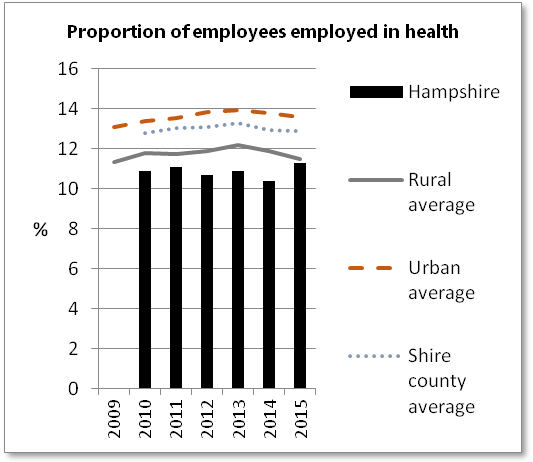 Proportion of employees employed in health
16
14
12
10
8
6
4
2
0
%
2009
2010
2011
2012
2013
2014
2015
Hampshire
Rural
average
Urban
average
Shire
county
average